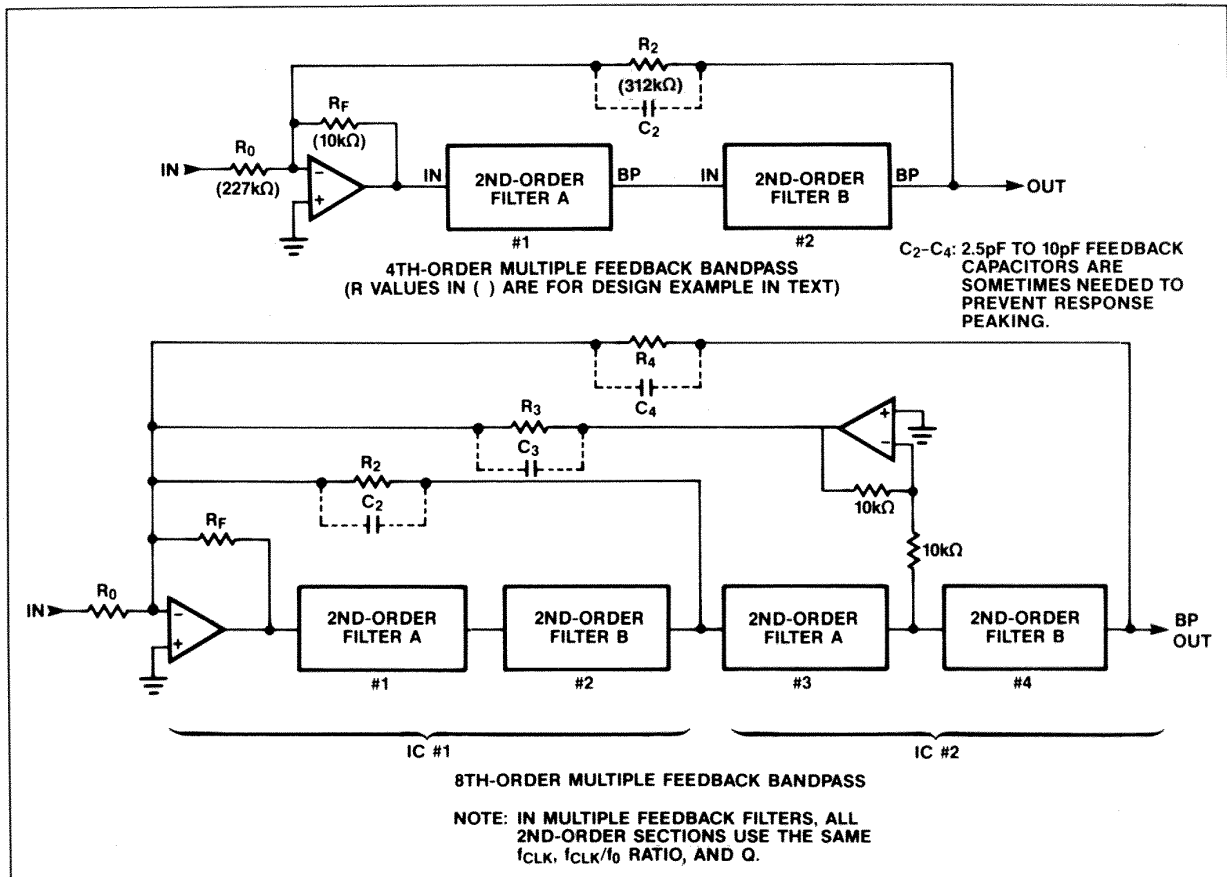 R2
(312kΩ)
C2
RF
(10kΩ)
R0
IN
(227kΩ)
−
+
IN
2ND-ORDER
FILTER A
BP
#1
IN
2ND-ORDER
FILTER B
BP
#2
OUT
4TH-ORDER MULTIPLE FEEDBACK BANDPASS
(R VALUES IN ( ) ARE FOR DESIGN EXAMPLE IN TEXT)
C2–C4: 2.5pF TO 10pF FEEDBACK
CAPACITORS ARE
SOMETIMES NEEDED TO
PREVENT RESPONSE
PEAKING.
R4
C4
R3
C3
+
−
R2
C2
10kΩ
10kΩ
RF
R0
IN
−
+
2ND-ORDER
FILTER A
#1
2ND-ORDER
FILTER B
#2
2ND-ORDER
FILTER A
#3
2ND-ORDER
FILTER B
#4
BP
OUT
IC #1
IC #2
8TH-ORDER MULTIPLE FEEDBACK BANDPASS
NOTE: IN MULTIPLE FEEDBACK FILTERS, ALL
2ND-ORDER SECTIONS USE THE SAME
fCLK, fCLK/f0 RATIO, AND Q.